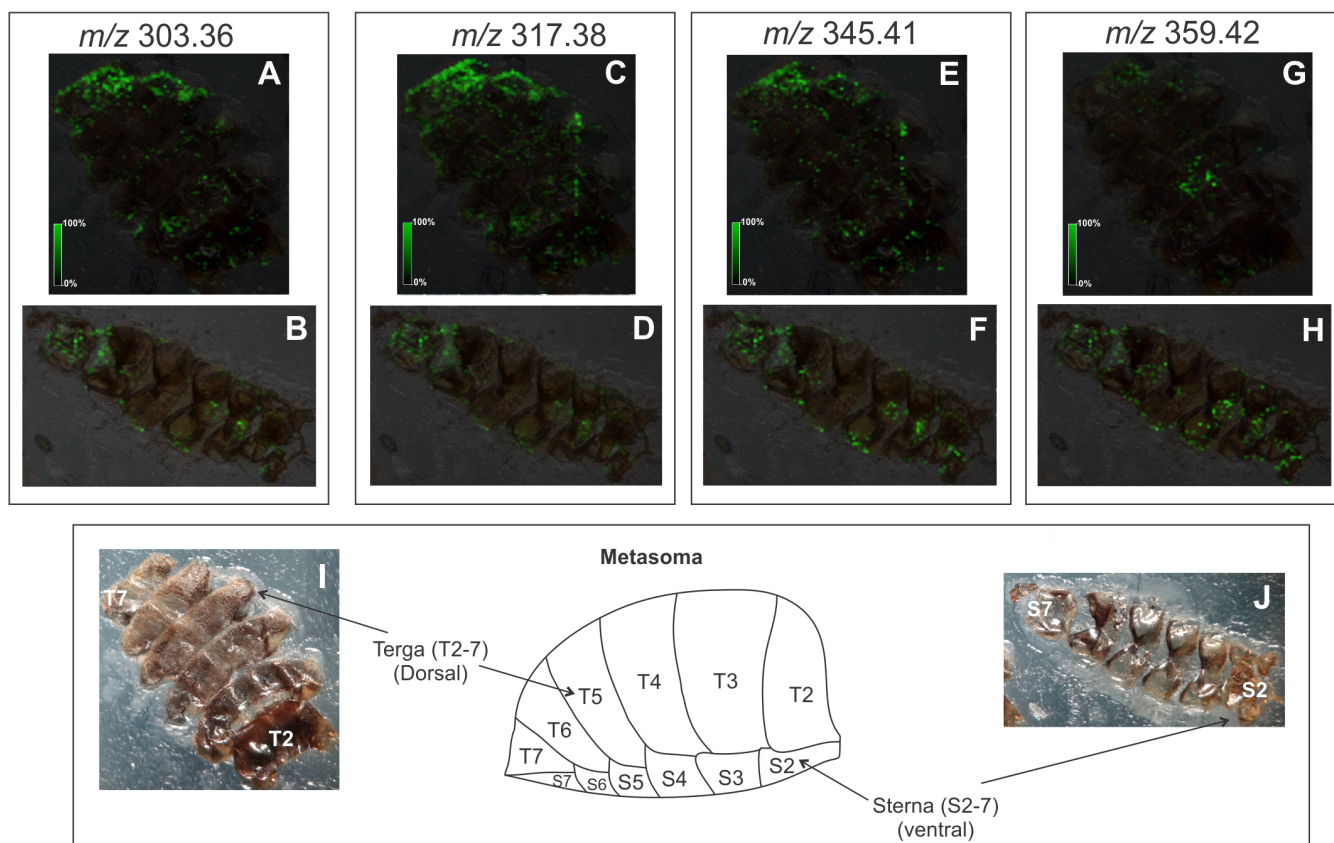 m/z 303.36
m/z 317.38
m/z 345.41
m/z 359.42
A
C
E
G
100%
0%
100%
0%
100%
0%
100%
0%
B
D
F
H
Metasoma
I
T7
T2
Terga (T2-7)
(Dorsal)
T5
T4
T3
T2
T6
T7
S7
S6
S5
S4
S3
S2
J
S7
S2
Sterna (S2-7)
(ventral)